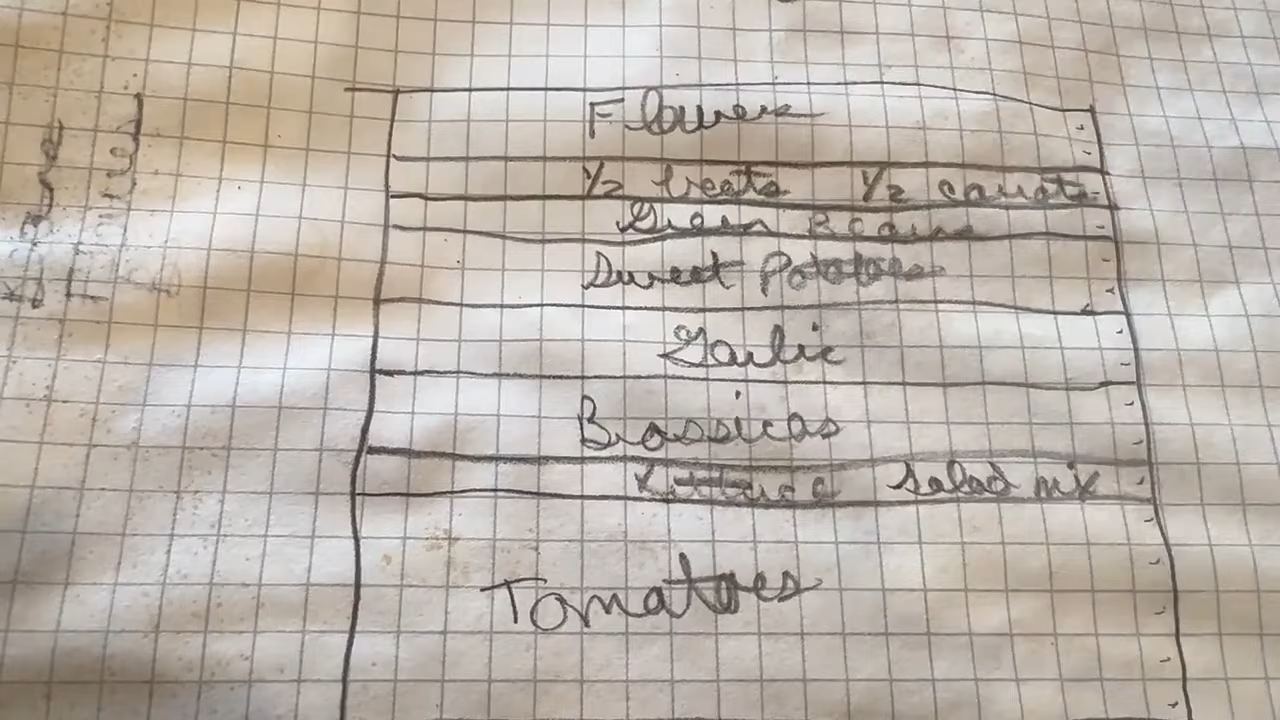 Flowers
1/2 beets 1/2 carrots
Green Beans
Sweet Potatoes
Garlic
Brassicas
Lettuce Salad mix
Tomatoes